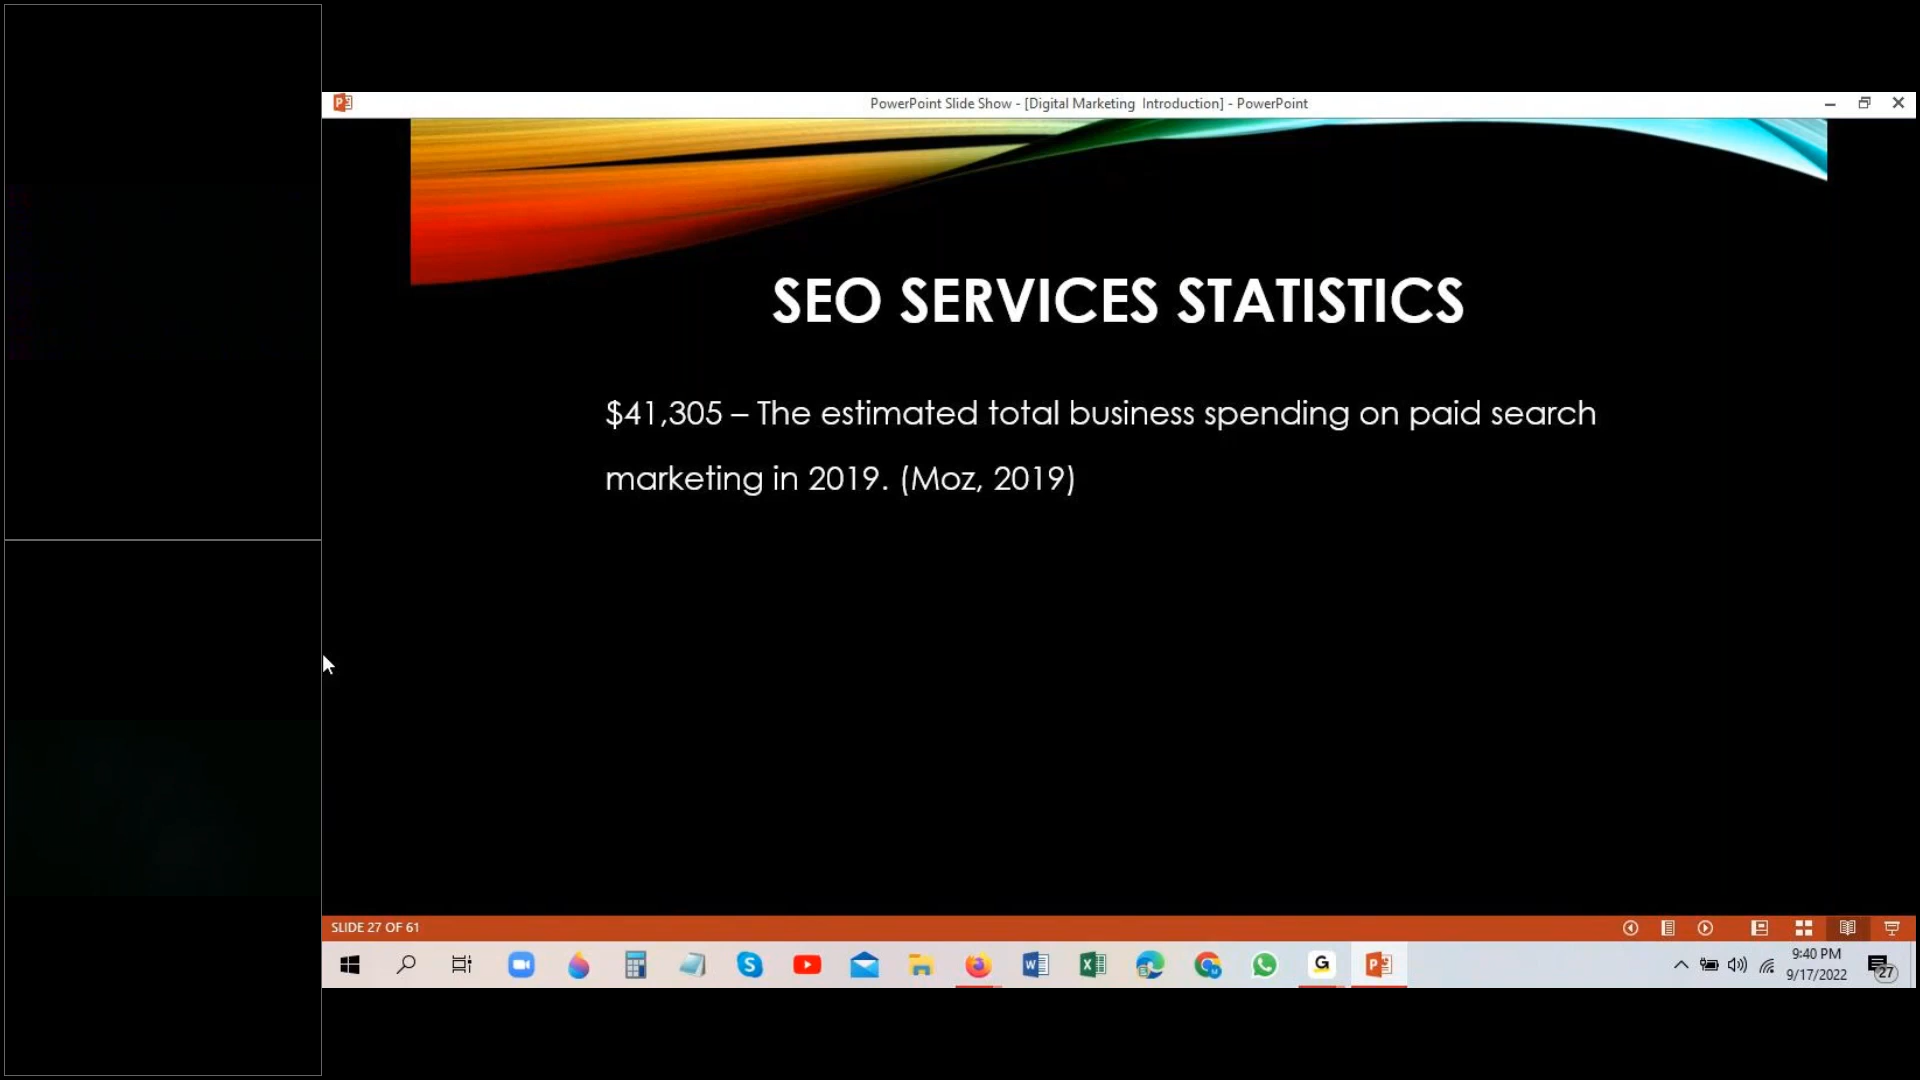 PowerPoint Slide Show - [Digital Marketing  Introduction] - PowerPoint
SEO SERVICES STATISTICS
$41,305 – The estimated total business spending on paid search
marketing in 2019. (Moz, 2019)
SLIDE 27 OF 61
9:40 PM
9/17/2022
27